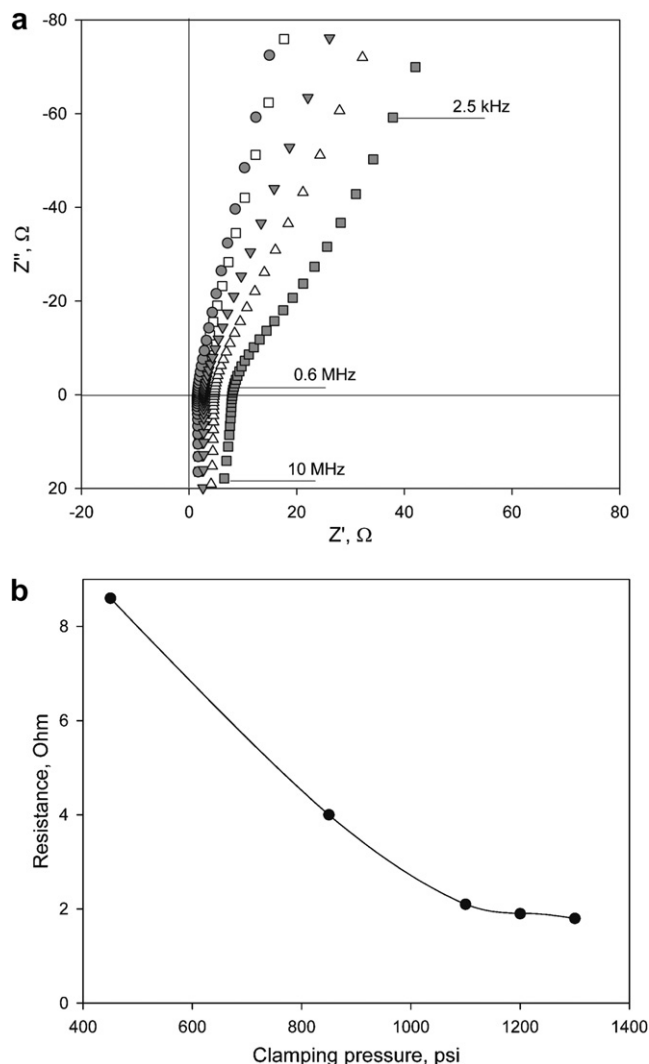 a
-80
-60
-40
-20
0
20
Z'', Ω
2.5 kHz
0.6 MHz
10 MHz
-20 0 20 40 60 80
Z', Ω
b
8
6
4
2
0
Resistance, Ohm
400 600 800 1000 1200 1400
Clamping pressure, psi